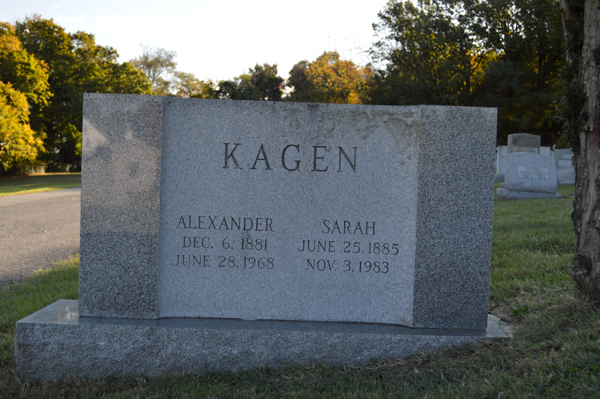 KAGEN
ALEXANDER
DEC. 6, 1881
JUNE 28, 1968
SARAH
JUNE 25, 1885
NOV. 3, 1983